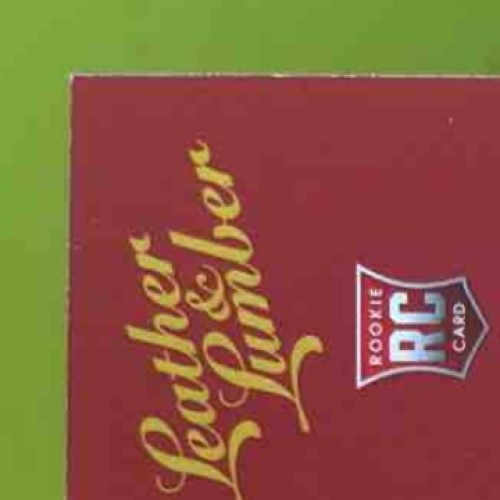 Leather
&
Lumber
ROOKIE
RC
CARD